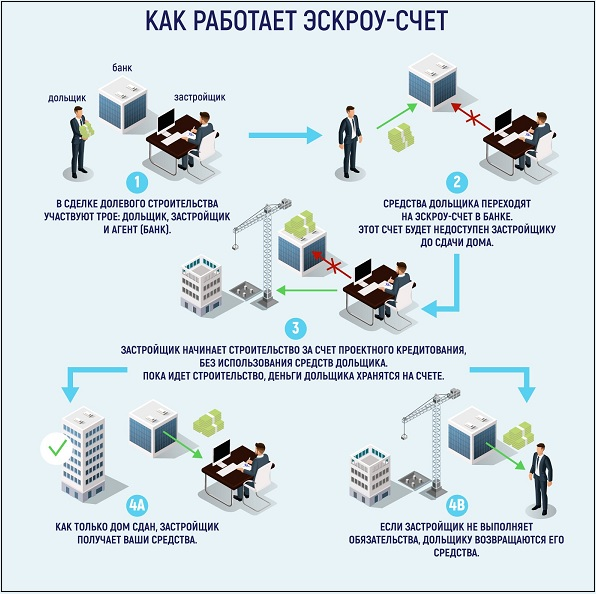 КАК РАБОТАЕТ ЭСКРОУ-СЧЕТ
банк
дольщик
застройщик
1
В СДЕЛКЕ ДОЛЕВОГО СТРОИТЕЛЬСТВА
УЧАСТВУЮТ ТРОЕ: ДОЛЬЩИК, ЗАСТРОЙЩИК
И АГЕНТ (БАНК).
2
СРЕДСТВА ДОЛЬЩИКА ПЕРЕХОДЯТ
НА ЭСКРОУ-СЧЕТ В БАНКЕ.
ЭТОТ СЧЕТ БУДЕТ НЕДОСТУПЕН ЗАСТРОЙЩИКУ
ДО СДАЧИ ДОМА.
3
ЗАСТРОЙЩИК НАЧИНАЕТ СТРОИТЕЛЬСТВО ЗА СЧЕТ ПРОЕКТНОГО КРЕДИТОВАНИЯ,
БЕЗ ИСПОЛЬЗОВАНИЯ СРЕДСТВ ДОЛЬЩИКА.
ПОКА ИДЕТ СТРОИТЕЛЬСТВО, ДЕНЬГИ ДОЛЬЩИКА ХРАНЯТСЯ НА СЧЕТЕ.
4A
КАК ТОЛЬКО ДОМ СДАН, ЗАСТРОЙЩИК
ПОЛУЧАЕТ ВАШИ СРЕДСТВА.
4B
ЕСЛИ ЗАСТРОЙЩИК НЕ ВЫПОЛНЯЕТ
ОБЯЗАТЕЛЬСТВА, ДОЛЬЩИКУ ВОЗВРАЩАЮТСЯ ЕГО
СРЕДСТВА.